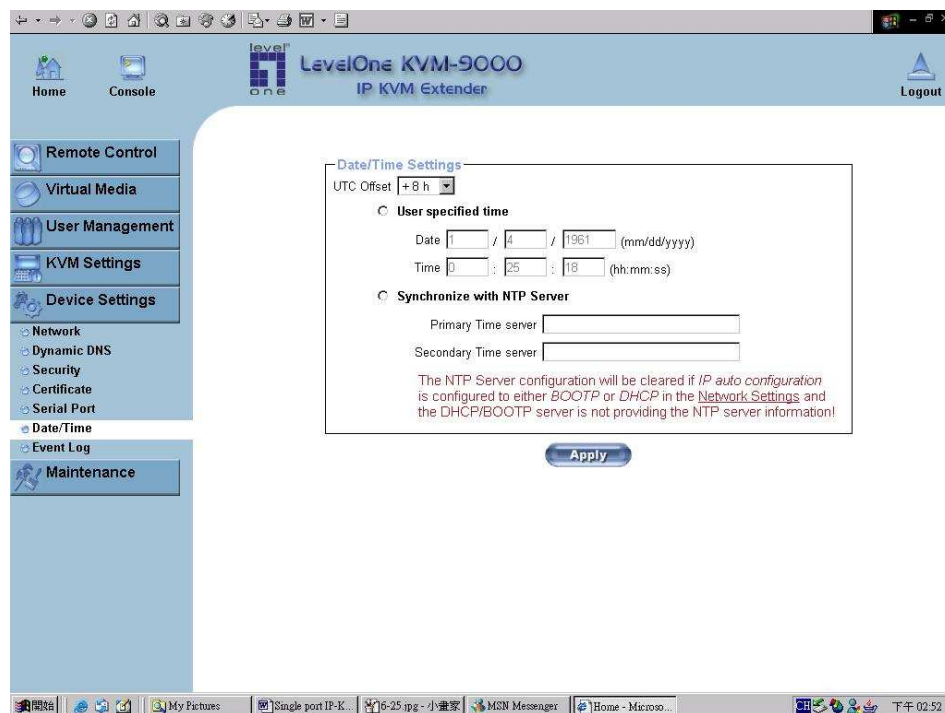 level
one
LevelOne KVM-9000
IP KVM Extender
Home
Console
Logout
Remote Control
Virtual Media
User Management
KVM Settings
Device Settings
Network
Dynamic DNS
Security
Certificate
Serial Port
Date/Time
Event Log
Maintenance
Date/Time Settings
UTC Offset +8 h
User specified time
Date 1 / 4 / 1961 (mm/dd/yyyy)
Time 0 : 25 : 18 (hh:mm:ss)
Synchronize with NTP Server
Primary Time server
Secondary Time server
The NTP Server configuration will be cleared if IP auto configuration
is configured to either BOOTP or DHCP in the Network Settings and
the DHCP/BOOTP server is not providing the NTP server information!
Apply
開始
My Pictures
Single port IP-K...
6-25.jpg - 小畫家
MSN Messenger
Home - Microso...
CH
下午 02:52